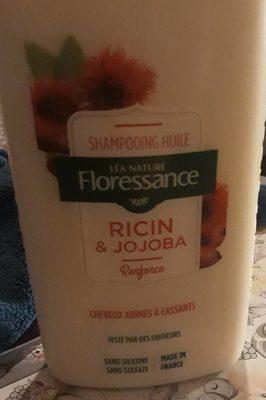 SHAMPOOING HUILE
LÉA NATURE
Floressance
RICIN
& JOJOBA
Renforce
CHEVEUX ABIMÉS À CASSANTS
TESTÉ PAR DES COIFFEURS
SANS SILICONE
SANS SULFATE
MADE IN
FRANCE